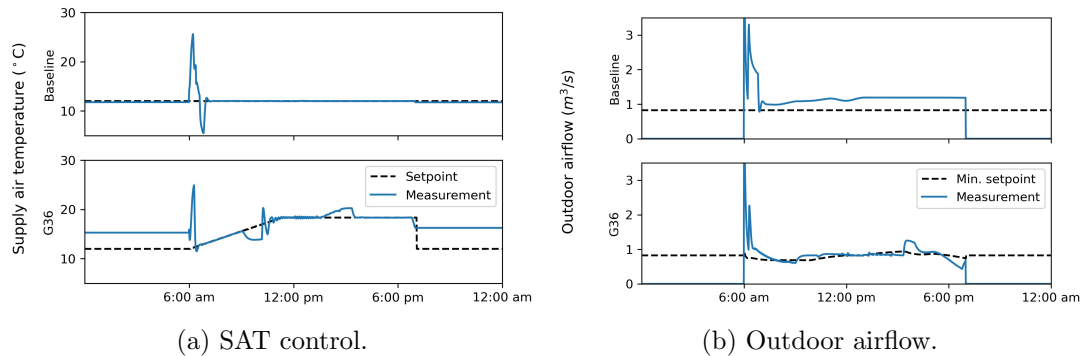 Supply air temperature (°C)
Baseline
30
20
10
G36
30
20
10
Setpoint
Measurement
6:00 am
12:00 pm
6:00 pm
12:00 am
(a) SAT control.
Outdoor airflow (m³/s)
Baseline
3
2
1
0
G36
3
2
1
0
Min. setpoint
Measurement
6:00 am
12:00 pm
6:00 pm
12:00 am
(b) Outdoor airflow.